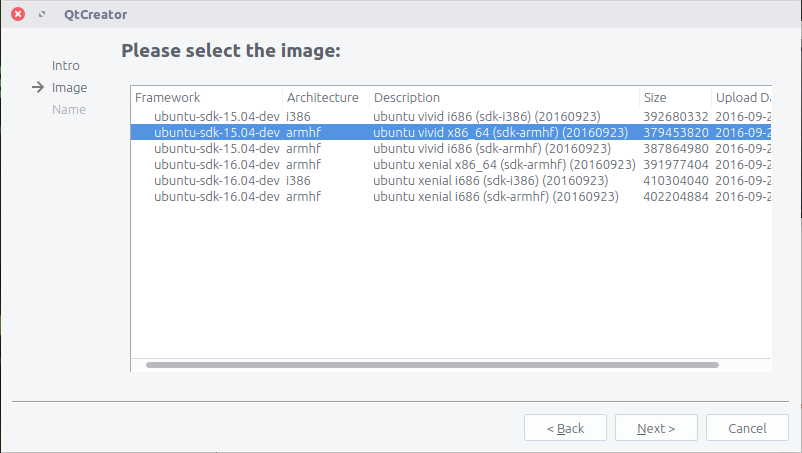 QtCreator
Please select the image:
Intro
Image
Name
Framework Architecture Description Size Upload Da
ubuntu-sdk-15.04-dev i386 ubuntu vivid i686 (sdk-i386) (20160923) 392680332 2016-09-2
ubuntu-sdk-15.04-dev armhf ubuntu vivid x86_64 (sdk-armhf) (20160923) 379453820 2016-09-2
ubuntu-sdk-15.04-dev armhf ubuntu vivid i686 (sdk-armhf) (20160923) 387864980 2016-09-2
ubuntu-sdk-16.04-dev armhf ubuntu xenial x86_64 (sdk-armhf) (20160923) 391977404 2016-09-2
ubuntu-sdk-16.04-dev i386 ubuntu xenial i686 (sdk-i386) (20160923) 410304040 2016-09-2
ubuntu-sdk-16.04-dev armhf ubuntu xenial i686 (sdk-armhf) (20160923) 402204884 2016-09-2
< Back Next > Cancel